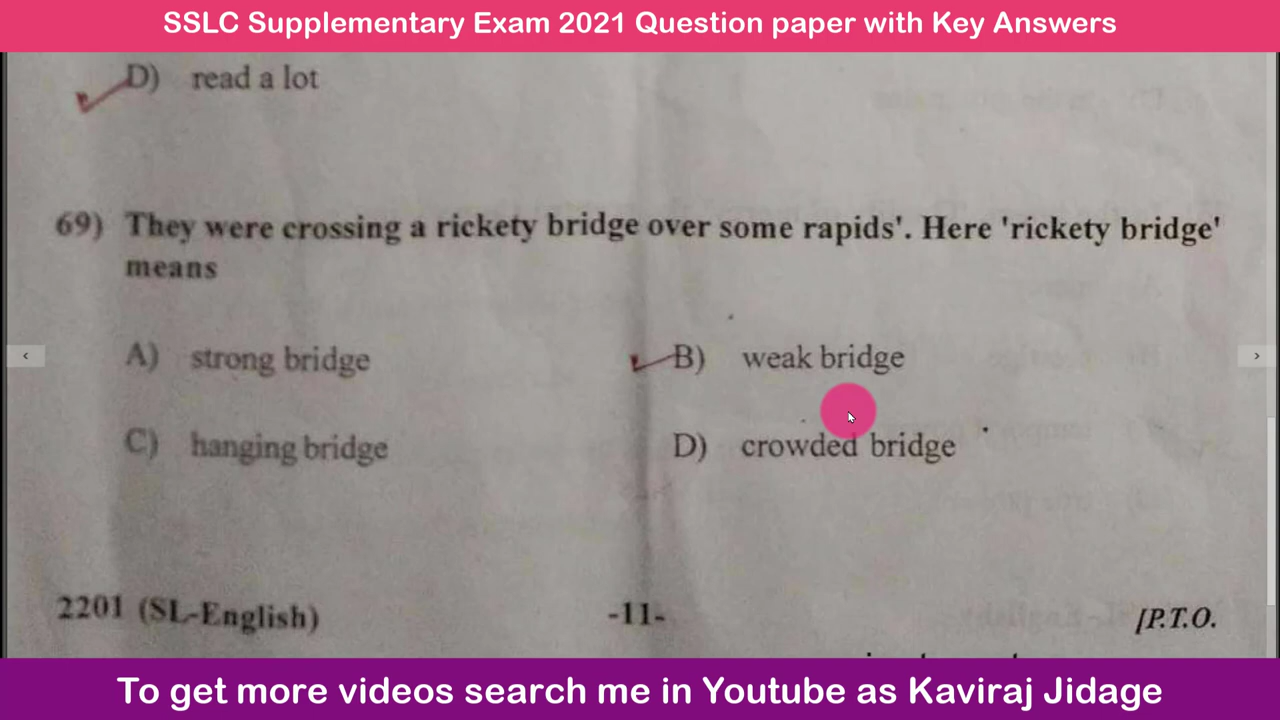 SSLC Supplementary Exam 2021 Question paper with Key Answers
D) read a lot
69) They were crossing a rickety bridge over some rapids'. Here 'rickety bridge'
means
A) strong bridge B) weak bridge
C) hanging bridge D) crowded bridge
2201 (SL-English) -11- [P.T.O.
To get more videos search me in Youtube as Kaviraj Jidage